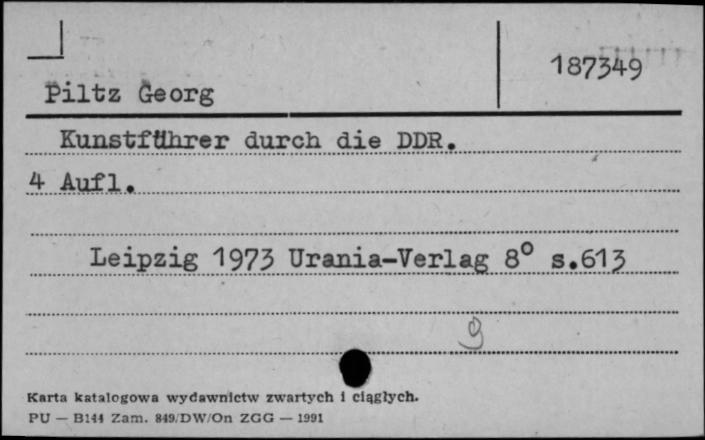 187349
Piltz Georg
Kunstführer durch die DDR.
4 Aufl.
Leipzig 1973 Urania-Verlag 8° s.613
g
Karta katalogowa wydawnictw zwartych i ciągłych.
PU — B144 Zam. 849/DW/On ZGG — 1991